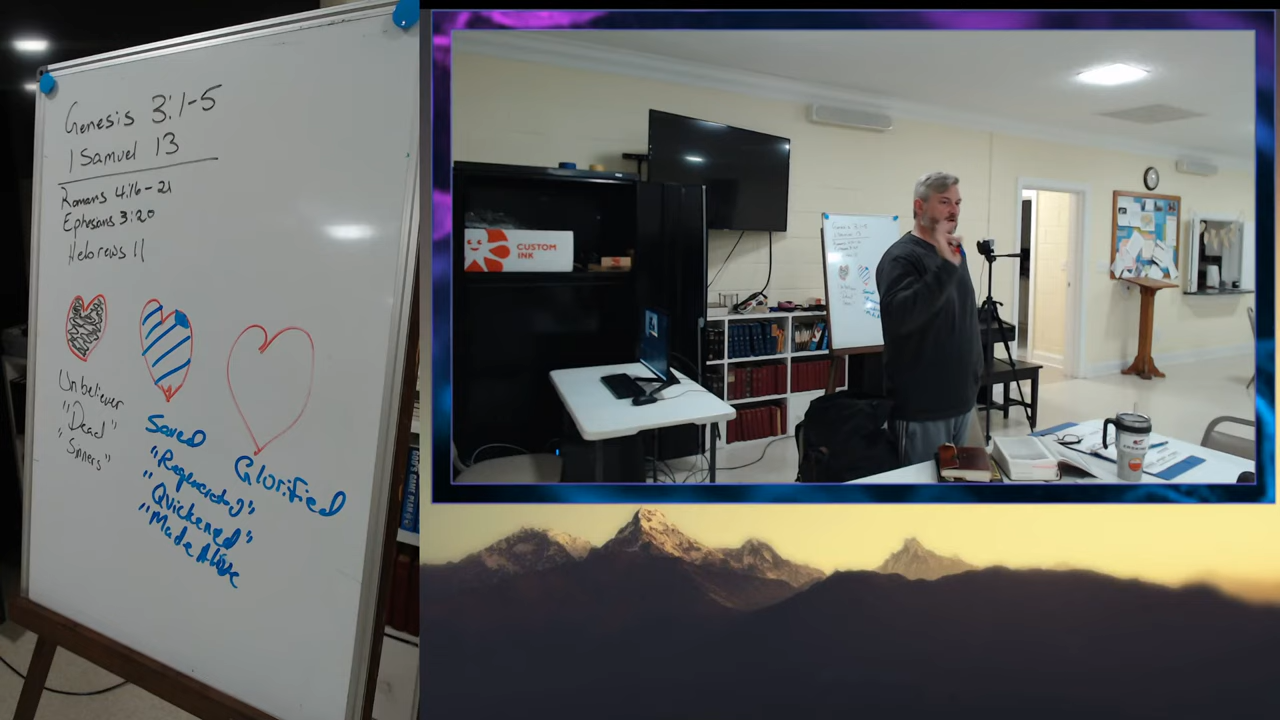 Genesis 3:1-5
1 Samuel 13
Romans 4:16-21
Ephesians 3:20
Hebrews 11
Unbeliever
"Dead"
"Sinners"
Saved
"Regenerated"
"Quickened"
"Made Alive
Glorified
CUSTOM
INK